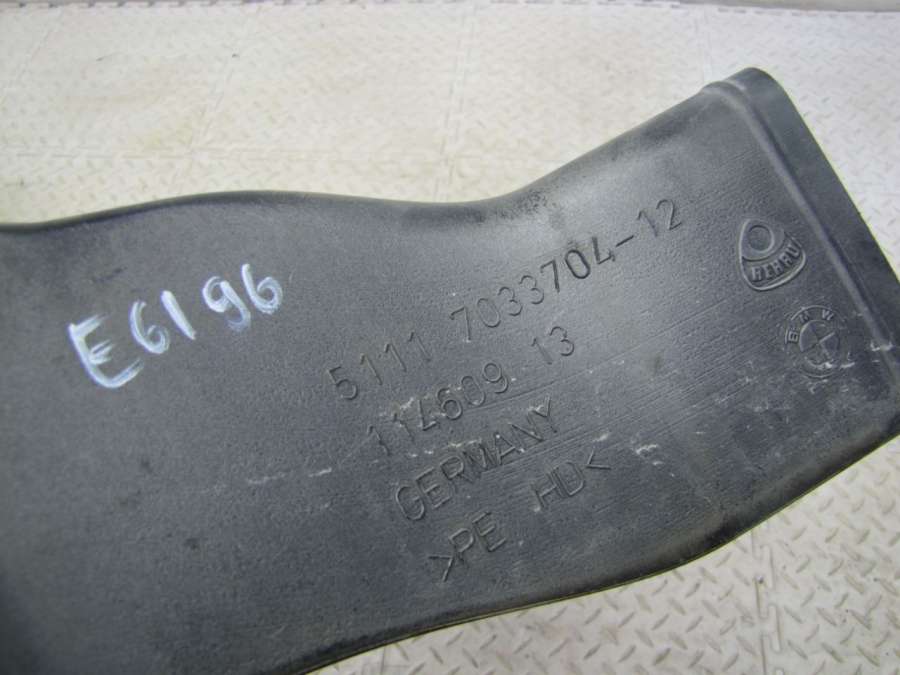 E6196
5111 7033704-12
114609 13
GERMANY
>PE HD<
REHAU
BMW